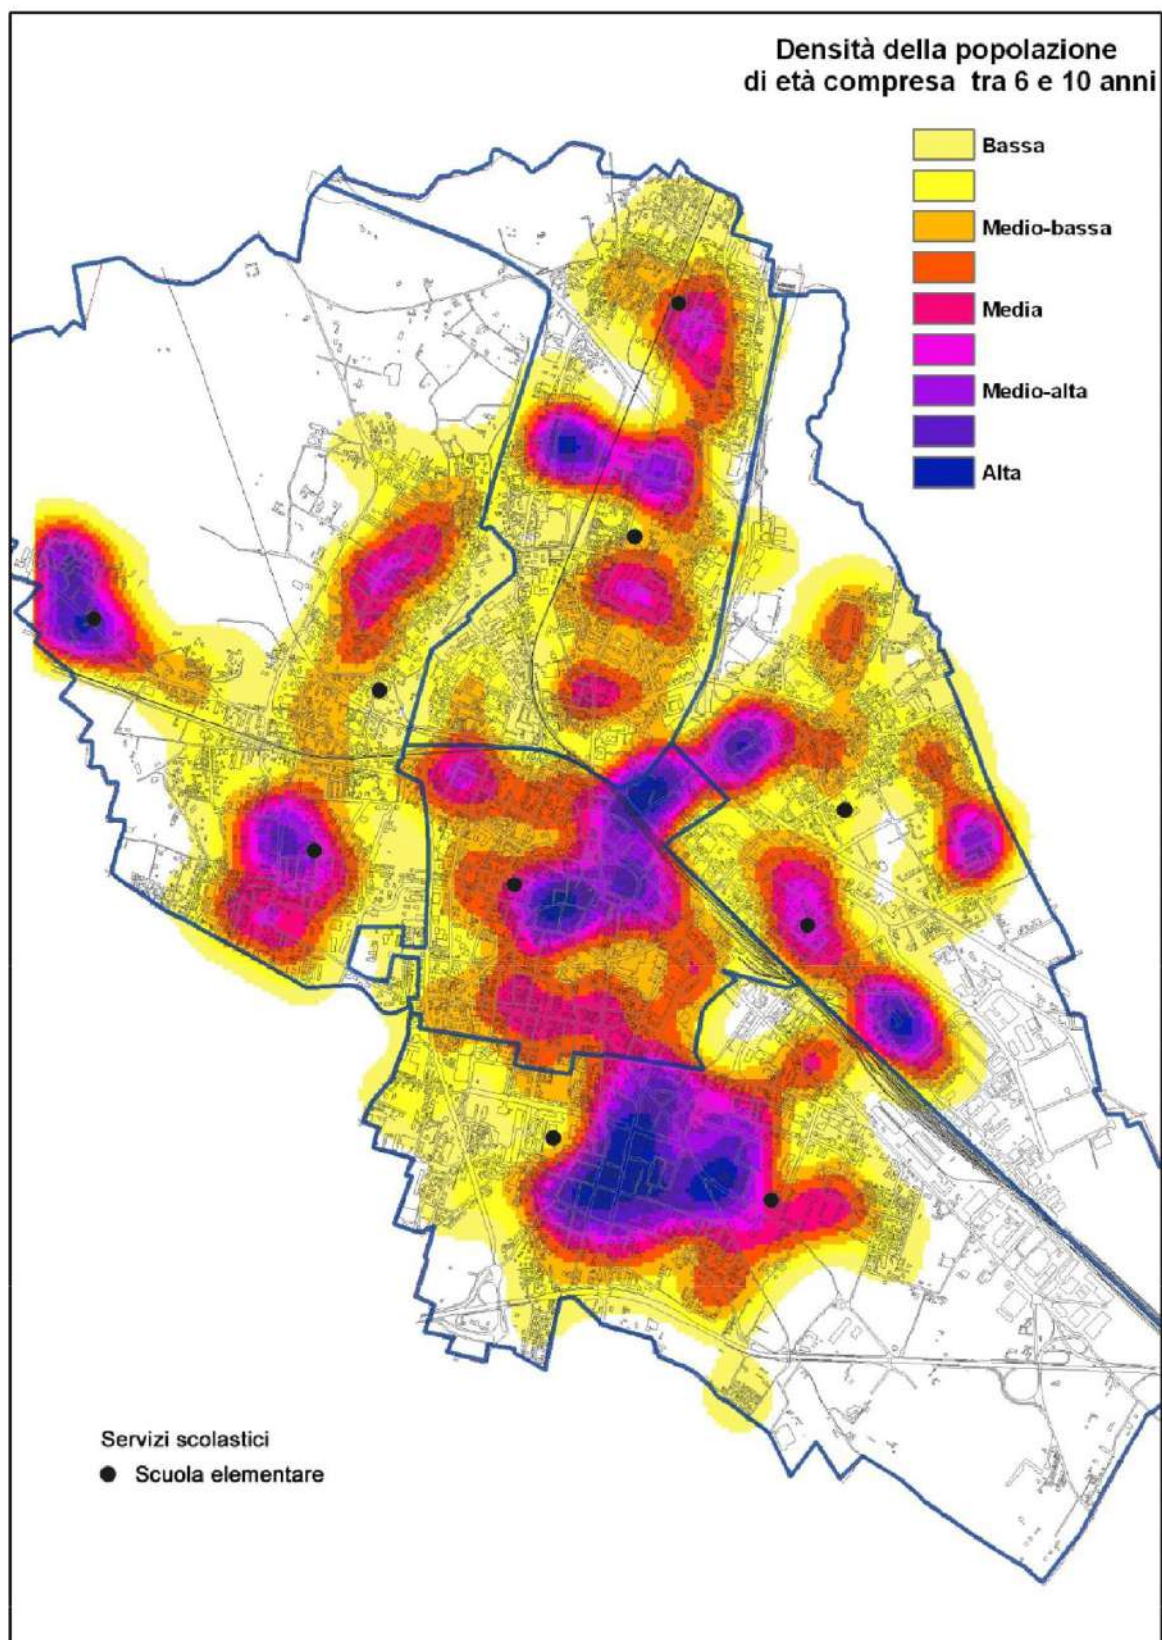 Densità della popolazione
di età compresa tra 6 e 10 anni
Bassa
Medio-bassa
Media
Medio-alta
Alta
Servizi scolastici
Scuola elementare